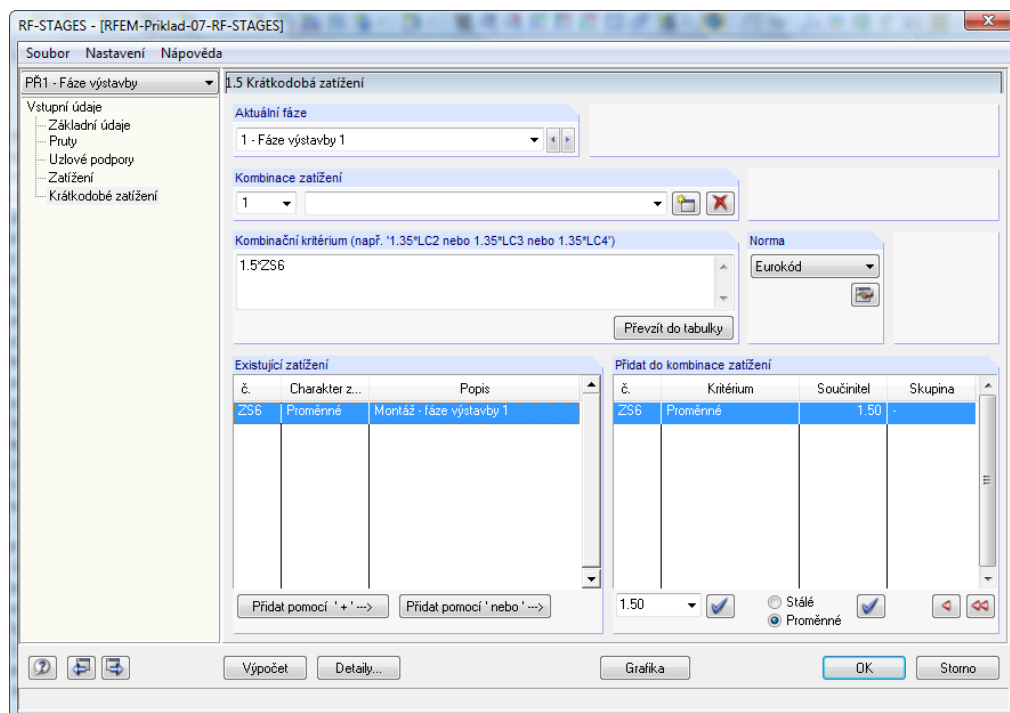 RF-STAGES - [RFEM-Priklad-07-RF-STAGES]
Soubor Nastavení Nápověda
PŘ1 - Fáze výstavby
Vstupní údaje
Základní údaje
Pruty
Uzlové podpory
Zatížení
Krátkodobé zatížení
1.5 Krátkodobá zatížení
Aktuální fáze
1 - Fáze výstavby 1
Kombinace zatížení
1
Kombinační kritérium (např. '1.35*LC2 nebo 1.35*LC3 nebo 1.35*LC4')
1.5*ZS6
Norma
Eurokód
Převzít do tabulky
Existující zatížení
č. Charakter z... Popis
ZS6 Proměnné Montáž - fáze výstavby 1
Přidat pomocí ' + ' ---> Přidat pomocí ' nebo ' --->
Přidat do kombinace zatížení
č. Kritérium Součinitel Skupina
ZS6 Proměnné 1.50 -
1.50
Stálé
Proměnné
Výpočet Detaily... Grafika OK Storno